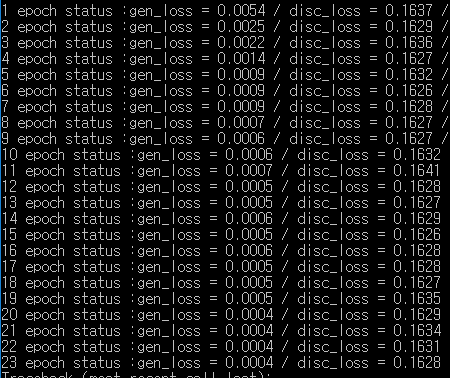 1 epoch status :gen_loss = 0.0054 / disc_loss = 0.1637 /
2 epoch status :gen_loss = 0.0025 / disc_loss = 0.1629 /
3 epoch status :gen_loss = 0.0022 / disc_loss = 0.1636 /
4 epoch status :gen_loss = 0.0014 / disc_loss = 0.1627 /
5 epoch status :gen_loss = 0.0009 / disc_loss = 0.1632 /
6 epoch status :gen_loss = 0.0009 / disc_loss = 0.1626 /
7 epoch status :gen_loss = 0.0009 / disc_loss = 0.1628 /
8 epoch status :gen_loss = 0.0007 / disc_loss = 0.1627 /
9 epoch status :gen_loss = 0.0006 / disc_loss = 0.1627 /
10 epoch status :gen_loss = 0.0006 / disc_loss = 0.1632
11 epoch status :gen_loss = 0.0007 / disc_loss = 0.1641
12 epoch status :gen_loss = 0.0005 / disc_loss = 0.1628
13 epoch status :gen_loss = 0.0005 / disc_loss = 0.1627
14 epoch status :gen_loss = 0.0006 / disc_loss = 0.1629
15 epoch status :gen_loss = 0.0006 / disc_loss = 0.1626
16 epoch status :gen_loss = 0.0005 / disc_loss = 0.1628
17 epoch status :gen_loss = 0.0005 / disc_loss = 0.1628
18 epoch status :gen_loss = 0.0005 / disc_loss = 0.1627
19 epoch status :gen_loss = 0.0005 / disc_loss = 0.1635
20 epoch status :gen_loss = 0.0004 / disc_loss = 0.1629
21 epoch status :gen_loss = 0.0004 / disc_loss = 0.1634
22 epoch status :gen_loss = 0.0004 / disc_loss = 0.1631
23 epoch status :gen_loss = 0.0004 / disc_loss = 0.1628
Traceback (most recent call last):